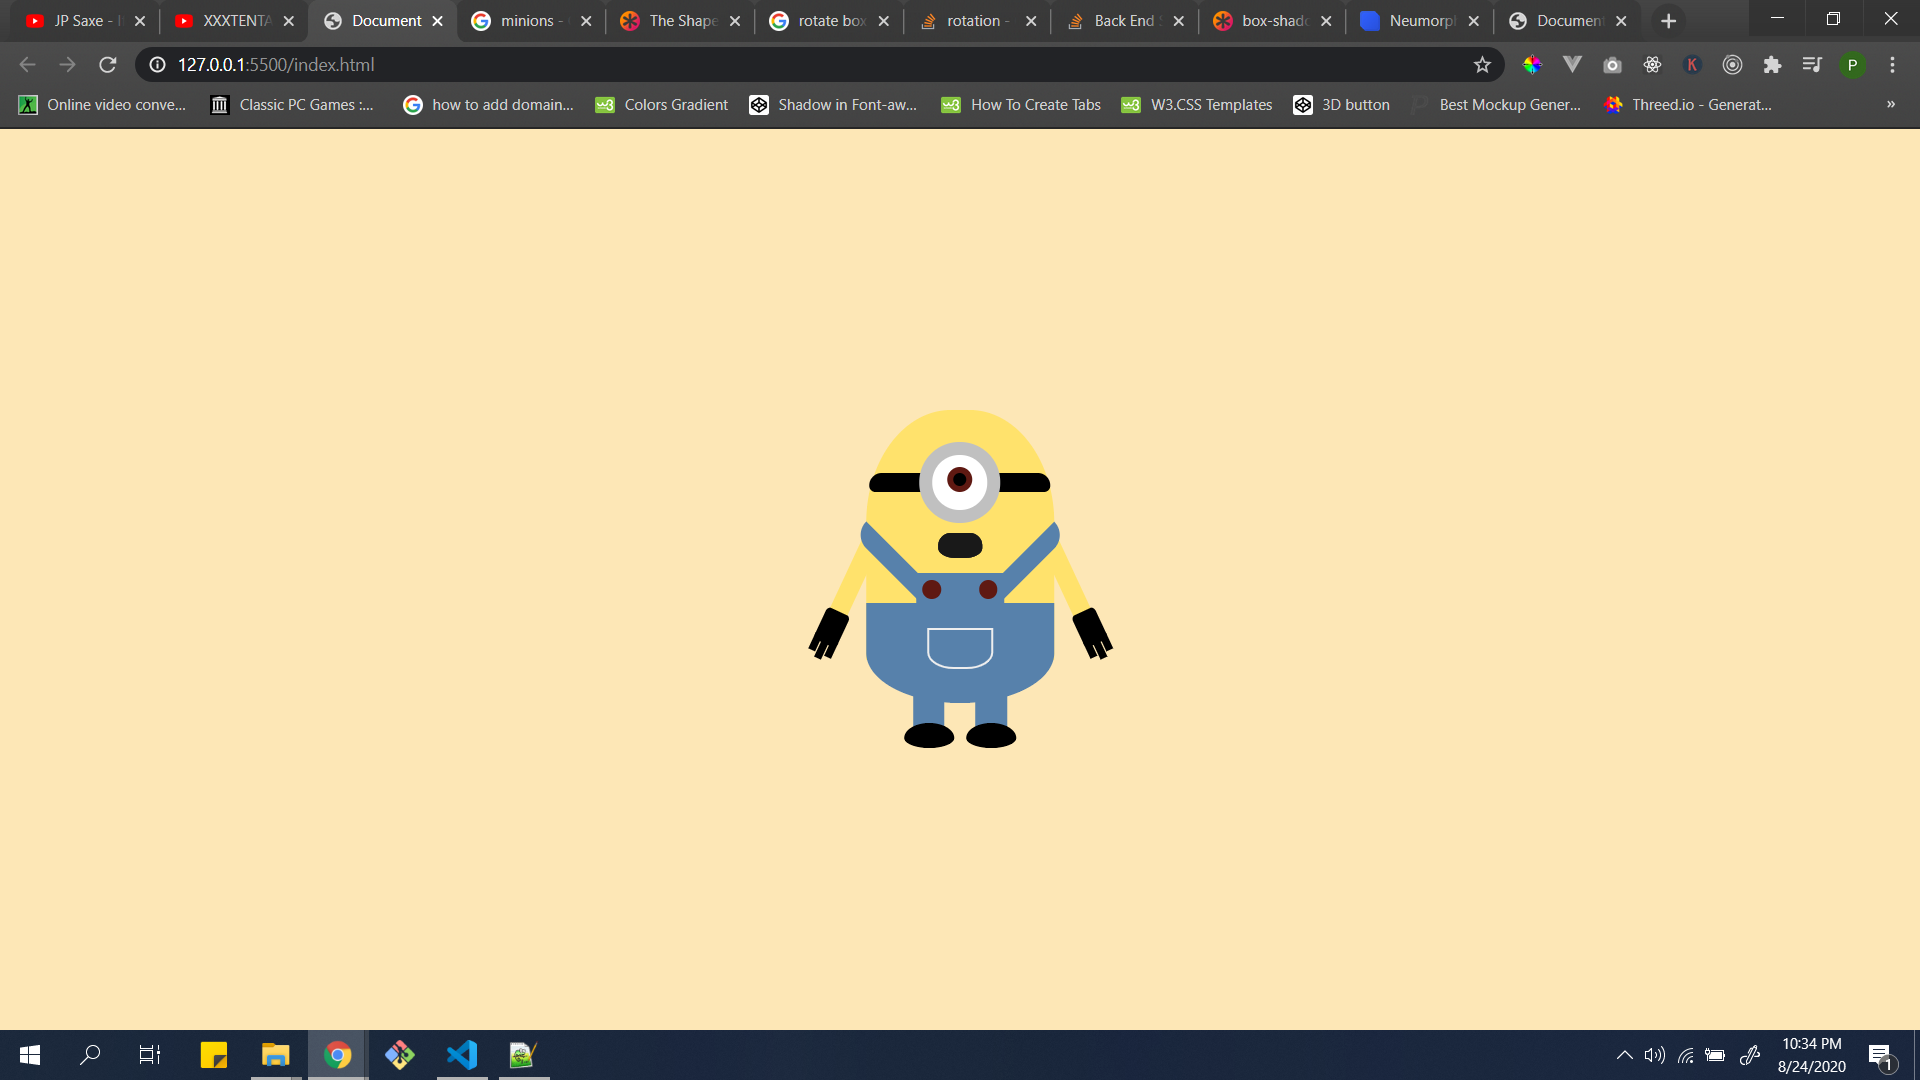 JP Saxe - I
XXXTENTA
Document
minions -
The Shape
rotate box
rotation -
Back End
box-shad
Neumorp
Document
127.0.0.1:5500/index.html
K
P
Online video conve...
Classic PC Games :...
how to add domain...
Colors Gradient
Shadow in Font-aw...
How To Create Tabs
W3.CSS Templates
3D button
Best Mockup Gener...
Threed.io - Generat...
»
10:34 PM
8/24/2020
1